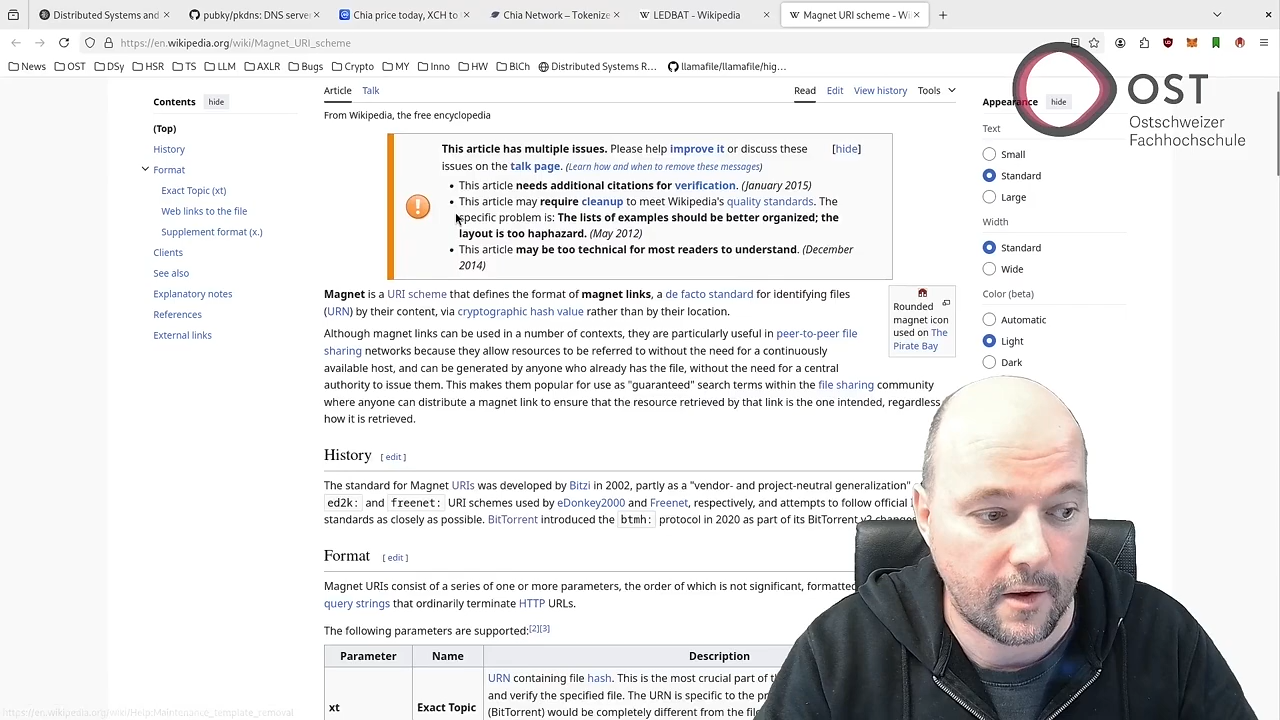 Distributed Systems and
pubky/pkdns: DNS server
Chia price today, XCH to
Chia Network – Tokenize
LEDBAT - Wikipedia
Magnet URI scheme - Wi
https://en.wikipedia.org/wiki/Magnet_URI_scheme
News OST DSy HSR TS LLM AXLR Bugs Crypto MY Inno HW BlCh Distributed Systems R… llamafile/llamafile/hig…
OST
Ostschweizer
Fachhochschule
Contents hide
(Top)
History
Format
Exact Topic (xt)
Web links to the file
Supplement format (x.)
Clients
See also
Explanatory notes
References
External links
Article Talk Read Edit View history Tools
From Wikipedia, the free encyclopedia
This article has multiple issues. Please help improve it or discuss these [hide]
issues on the talk page. (Learn how and when to remove these messages)
• This article needs additional citations for verification. (January 2015)
• This article may require cleanup to meet Wikipedia's quality standards. The
specific problem is: The lists of examples should be better organized; the
layout is too haphazard. (May 2012)
• This article may be too technical for most readers to understand. (December
2014)
Magnet is a URI scheme that defines the format of magnet links, a de facto standard for identifying files
(URN) by their content, via cryptographic hash value rather than by their location.
Although magnet links can be used in a number of contexts, they are particularly useful in peer-to-peer file
sharing networks because they allow resources to be referred to without the need for a continuously
available host, and can be generated by anyone who already has the file, without the need for a central
authority to issue them. This makes them popular for use as "guaranteed" search terms within the file sharing community
where anyone can distribute a magnet link to ensure that the resource retrieved by that link is the one intended, regardless
how it is retrieved.
Rounded
magnet icon
used on The
Pirate Bay
History [ edit ]
The standard for Magnet URIs was developed by Bitzi in 2002, partly as a "vendor- and project-neutral generalization"
ed2k: and freenet: URI schemes used by eDonkey2000 and Freenet, respectively, and attempts to follow official
standards as closely as possible. BitTorrent introduced the btmh: protocol in 2020 as part of its BitTorrent v2 changes
Format [ edit ]
Magnet URIs consist of a series of one or more parameters, the order of which is not significant, formatted
query strings that ordinarily terminate HTTP URLs.
The following parameters are supported:[2][3]
Parameter Name Description
xt Exact Topic
URN containing file hash. This is the most crucial part of
and verify the specified file. The URN is specific to the
(BitTorrent) would be completely different from the
Appearance hide
Text
Small
Standard
Large
Width
Standard
Wide
Color (beta)
Automatic
Light
Dark
https://en.wikipedia.org/wiki/Help:Maintenance_template_removal